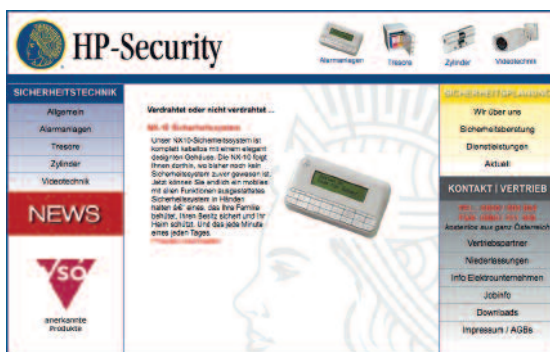 HP-Security
Alarmanlagen
Tresore
Zylinder
Videotechnik
SICHERHEITSTECHNIK
Allgemein
Alarmanlagen
Tresore
Zylinder
Videotechnik
NEWS
VSÖ
anerkannte
Produkte
Verdrahtet oder nicht verdrahtet ...
NX-10 Sicherheitssystem
Unser NX10-Sicherheitssystem ist
komplett kabellos mit einem elegant
designten Gehäuse. Die NX-10 folgt
Ihnen dorthin, wo bisher noch kein
Sicherheitssystem zuvor gewesen ist.
Jetzt können Sie endlich ein mobiles
mit allen Funktionen ausgestattetes
Sicherheitssystem in Händen
halten â€“ eines, das Ihre Familie
behütet, Ihren Besitz sichert und Ihr
Heim schützt. Und das jede Minute
eines jeden Tages.
SICHERHEITSPLANUNG
Wir über uns
Sicherheitsberatung
Dienstleistungen
Aktuell
KONTAKT | VERTRIEB
kostenlos aus ganz Österreich
Vertriebspartner
Niederlassungen
Info Elektrounternehmen
Jobinfo
Downloads
Impressum / AGBs